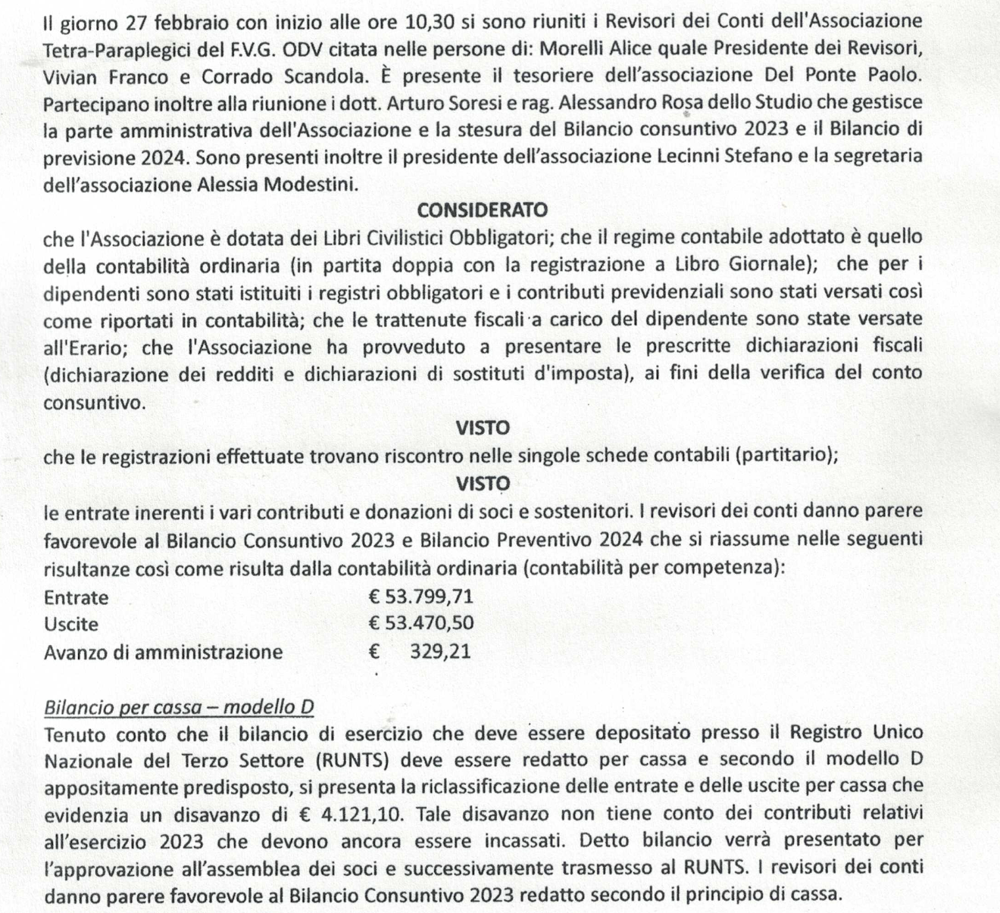 Il giorno 27 febbraio con inizio alle ore 10,30 si sono riuniti i Revisori dei Conti dell'Associazione
Tetra-Paraplegici del F.V.G. ODV citata nelle persone di: Morelli Alice quale Presidente dei Revisori,
Vivian Franco e Corrado Scandola. È presente il tesoriere dell'associazione Del Ponte Paolo.
Partecipano inoltre alla riunione i dott. Arturo Soresi e rag. Alessandro Rosa dello Studio che gestisce
la parte amministrativa dell'Associazione e la stesura del Bilancio consuntivo 2023 e il Bilancio di
previsione 2024. Sono presenti inoltre il presidente dell'associazione Lecinni Stefano e la segretaria
dell'associazione Alessia Modestini.
CONSIDERATO
che l'Associazione è dotata dei Libri Civilistici Obbligatori; che il regime contabile adottato è quello
della contabilità ordinaria (in partita doppia con la registrazione a Libro Giornale); che per i
dipendenti sono stati istituiti i registri obbligatori e i contributi previdenziali sono stati versati così
come riportati in contabilità; che le trattenute fiscali a carico del dipendente sono state versate
all'Erario; che l'Associazione ha provveduto a presentare le prescritte dichiarazioni fiscali
(dichiarazione dei redditi e dichiarazioni di sostituti d'imposta), ai fini della verifica del conto
consuntivo.
VISTO
che le registrazioni effettuate trovano riscontro nelle singole schede contabili (partitario);
VISTO
le entrate inerenti i vari contributi e donazioni di soci e sostenitori. I revisori dei conti danno parere
favorevole al Bilancio Consuntivo 2023 e Bilancio Preventivo 2024 che si riassume nelle seguenti
risultanze così come risulta dalla contabilità ordinaria (contabilità per competenza):
Entrate € 53.799,71
Uscite € 53.470,50
Avanzo di amministrazione € 329,21
Bilancio per cassa – modello D
Tenuto conto che il bilancio di esercizio che deve essere depositato presso il Registro Unico
Nazionale del Terzo Settore (RUNTS) deve essere redatto per cassa e secondo il modello D
appositamente predisposto, si presenta la riclassificazione delle entrate e delle uscite per cassa che
evidenzia un disavanzo di € 4.121,10. Tale disavanzo non tiene conto dei contributi relativi
all'esercizio 2023 che devono ancora essere incassati. Detto bilancio verrà presentato per
l'approvazione all'assemblea dei soci e successivamente trasmesso al RUNTS. I revisori dei conti
danno parere favorevole al Bilancio Consuntivo 2023 redatto secondo il principio di cassa.